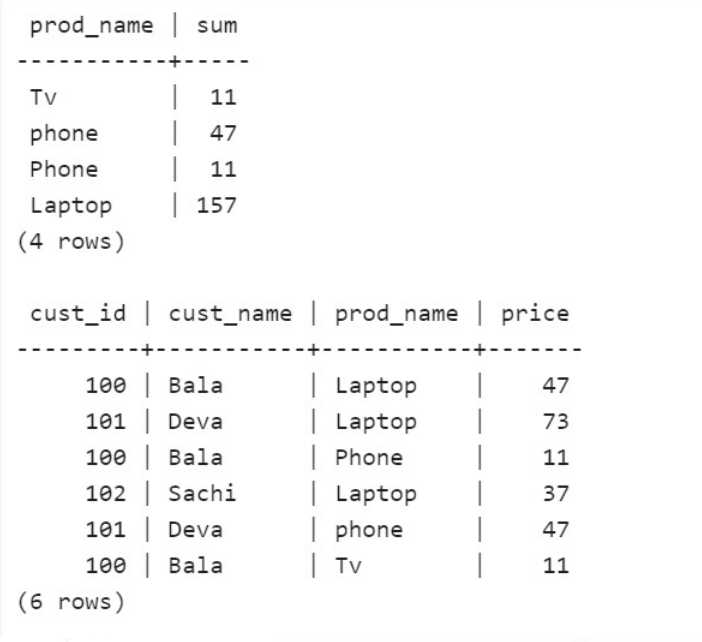 prod_name | sum
-----------+-----
Tv        |  11
phone     |  47
Phone     |  11
Laptop    | 157
(4 rows)
cust_id | cust_name | prod_name | price
---------+-----------+-----------+-------
100 | Bala      | Laptop    |    47
101 | Deva      | Laptop    |    73
100 | Bala      | Phone     |    11
102 | Sachi     | Laptop    |    37
101 | Deva      | phone     |    47
100 | Bala      | Tv        |    11
(6 rows)